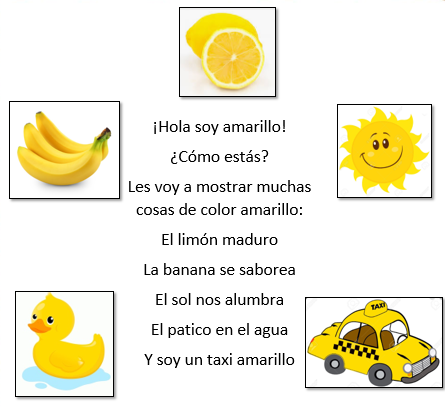 ¡Hola soy amarillo!
¿Cómo estás?
Les voy a mostrar muchas
cosas de color amarillo:
El limón maduro
La banana se saborea
El sol nos alumbra
El patico en el agua
Y soy un taxi amarillo
TAXI